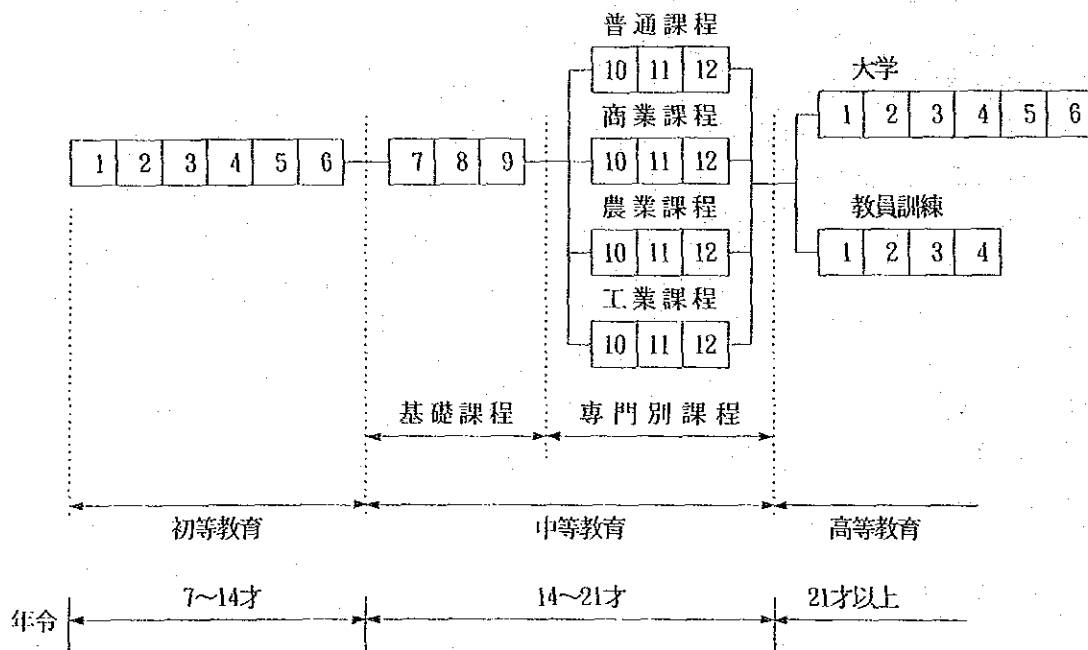 普通課程
10 11 12
大学
1 2 3 4 5 6
商業課程
1 2 3 4 5 6
7 8 9
10 11 12
農業課程
教員訓練
10 11 12
1 2 3 4
工業課程
10 11 12
基礎課程
専門別課程
初等教育
中等教育
高等教育
年令
7〜14才
14〜21才
21才以上